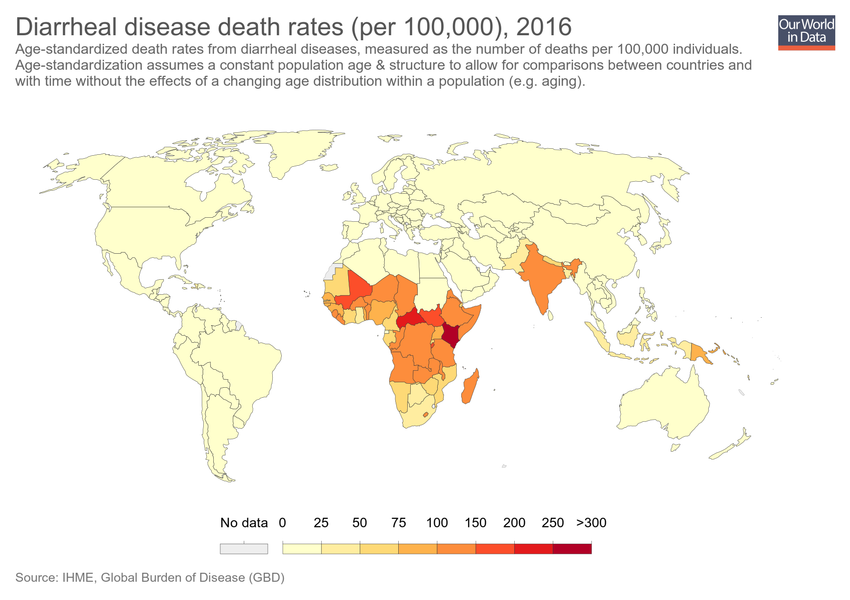 Diarrheal disease death rates (per 100,000), 2016
Our World
in Data
Age-standardized death rates from diarrheal diseases, measured as the number of deaths per 100,000 individuals.
Age-standardization assumes a constant population age & structure to allow for comparisons between countries and
with time without the effects of a changing age distribution within a population (e.g. aging).
No data 0 25 50 75 100 150 200 250 >300
Source: IHME, Global Burden of Disease (GBD)